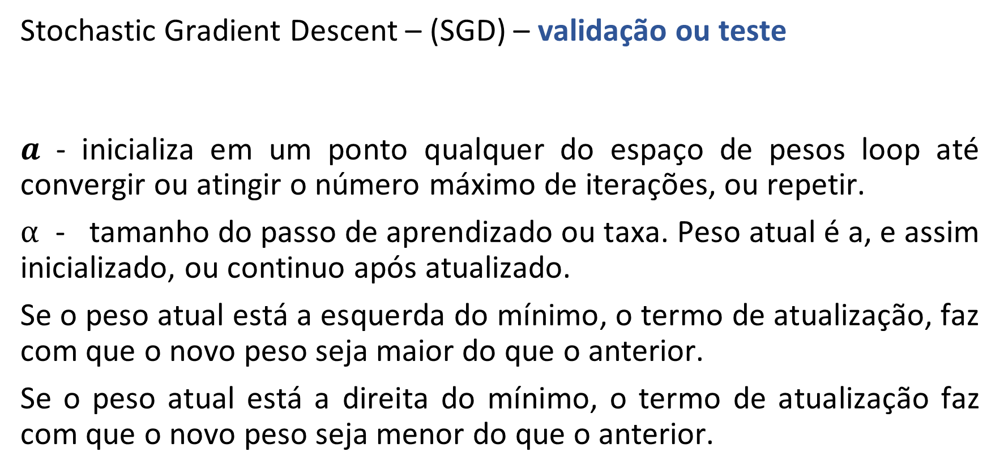 Stochastic Gradient Descent – (SGD) – validação ou teste
a - inicializa em um ponto qualquer do espaço de pesos loop até
convergir ou atingir o número máximo de iterações, ou repetir.
α - tamanho do passo de aprendizado ou taxa. Peso atual é a, e assim
inicializado, ou continuo após atualizado.
Se o peso atual está a esquerda do mínimo, o termo de atualização, faz
com que o novo peso seja maior do que o anterior.
Se o peso atual está a direita do mínimo, o termo de atualização faz
com que o novo peso seja menor do que o anterior.